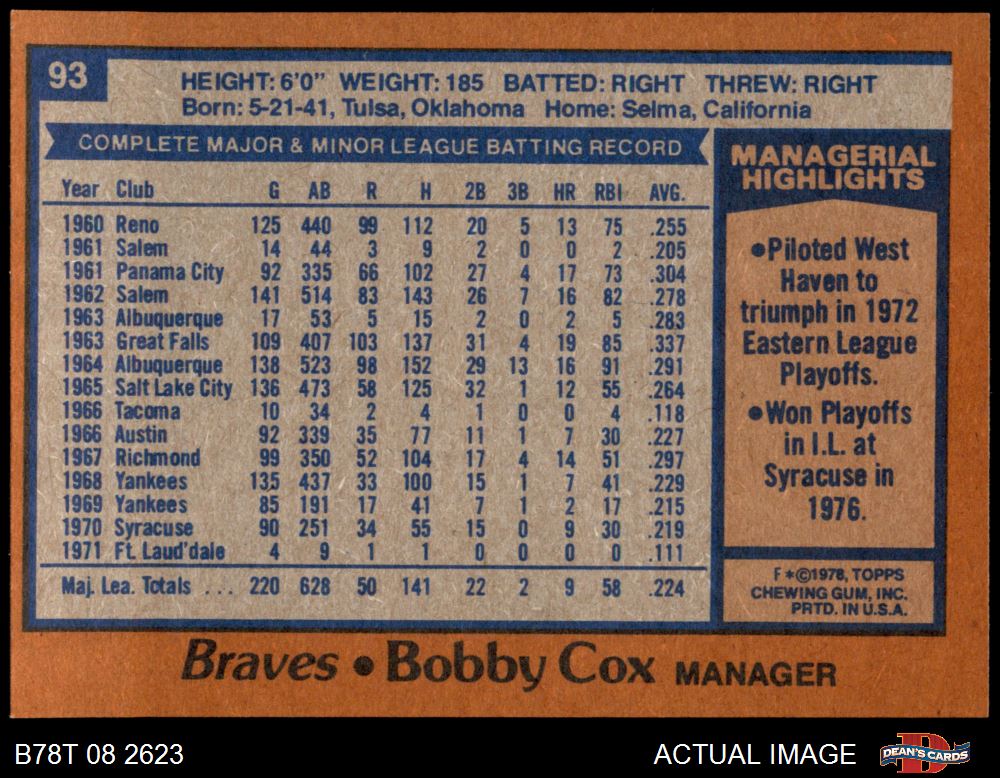 93
HEIGHT: 6'0" WEIGHT: 185 BATTED: RIGHT THREW: RIGHT
Born: 5-21-41, Tulsa, Oklahoma Home: Selma, California
COMPLETE MAJOR & MINOR LEAGUE BATTING RECORD
Year Club G AB R H 2B 3B HR RBI AVG.
1960 Reno 125 440 99 112 20 5 13 75 .255
1961 Salem 14 44 3 9 2 0 0 2 .205
1961 Panama City 92 335 66 102 27 4 17 73 .304
1962 Salem 141 514 83 143 26 7 16 82 .278
1963 Albuquerque 17 53 5 15 2 0 2 5 .283
1963 Great Falls 109 407 103 137 31 4 19 85 .337
1964 Albuquerque 138 523 98 152 29 13 16 91 .291
1965 Salt Lake City 136 473 58 125 32 1 12 55 .264
1966 Tacoma 10 34 2 4 1 0 0 4 .118
1966 Austin 92 339 35 77 11 1 7 30 .227
1967 Richmond 99 350 52 104 17 4 14 51 .297
1968 Yankees 135 437 33 100 15 1 7 41 .229
1969 Yankees 85 191 17 41 7 1 2 17 .215
1970 Syracuse 90 251 34 55 15 0 9 30 .219
1971 Ft. Laud'dale 4 9 1 1 0 0 0 0 .111
Maj. Lea. Totals ... 220 628 50 141 22 2 9 58 .224
MANAGERIAL
HIGHLIGHTS
●Piloted West
Haven to
triumph in 1972
Eastern League
Playoffs.
●Won Playoffs
in I.L. at
Syracuse in
1976.
F*©1978, TOPPS
CHEWING GUM, INC.
PRTD. IN U.S.A.
Braves • Bobby Cox MANAGER
B78T 08 2623
ACTUAL IMAGE
DEAN'S CARDS